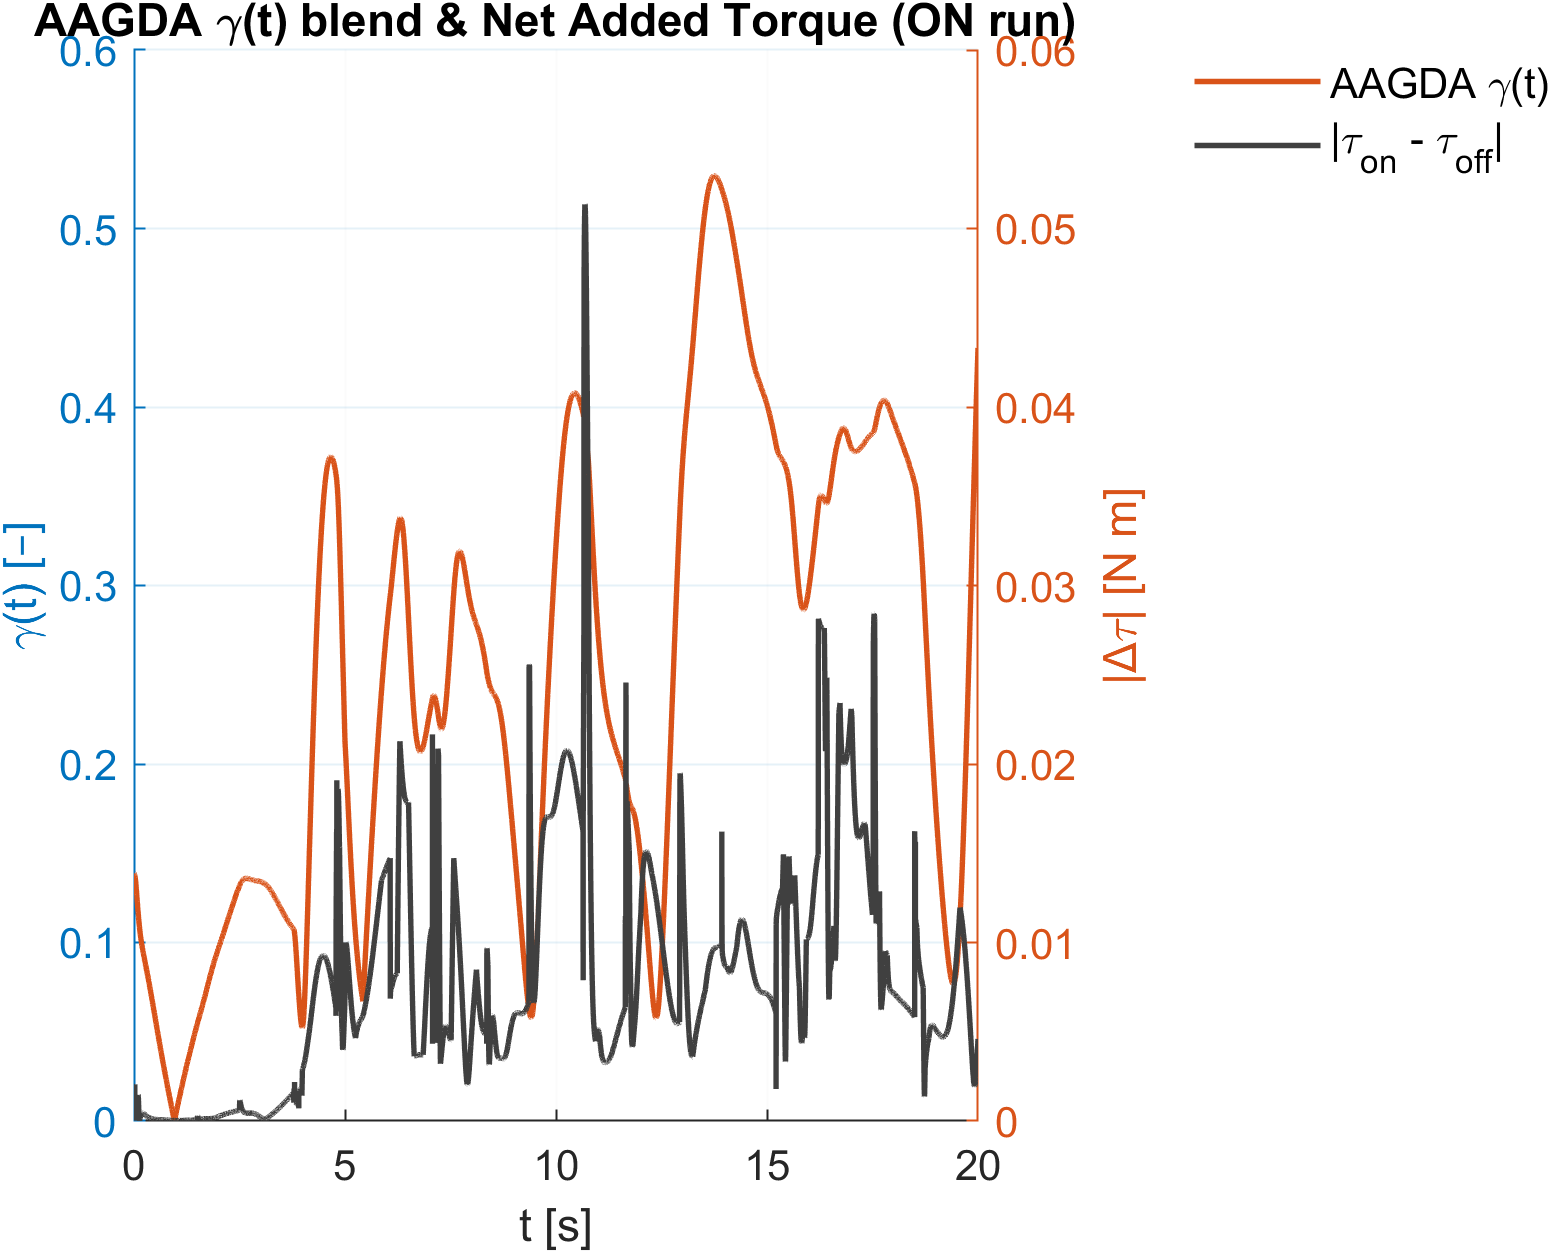 AAGDA γ(t) blend & Net Added Torque (ON run)
AAGDA γ(t)
|τon - τoff|
0.6
0.5
0.4
0.3
0.2
0.1
0
γ(t) [−]
0.06
0.05
0.04
0.03
0.02
0.01
0
|Δτ| [N m]
0 5 10 15 20
t [s]